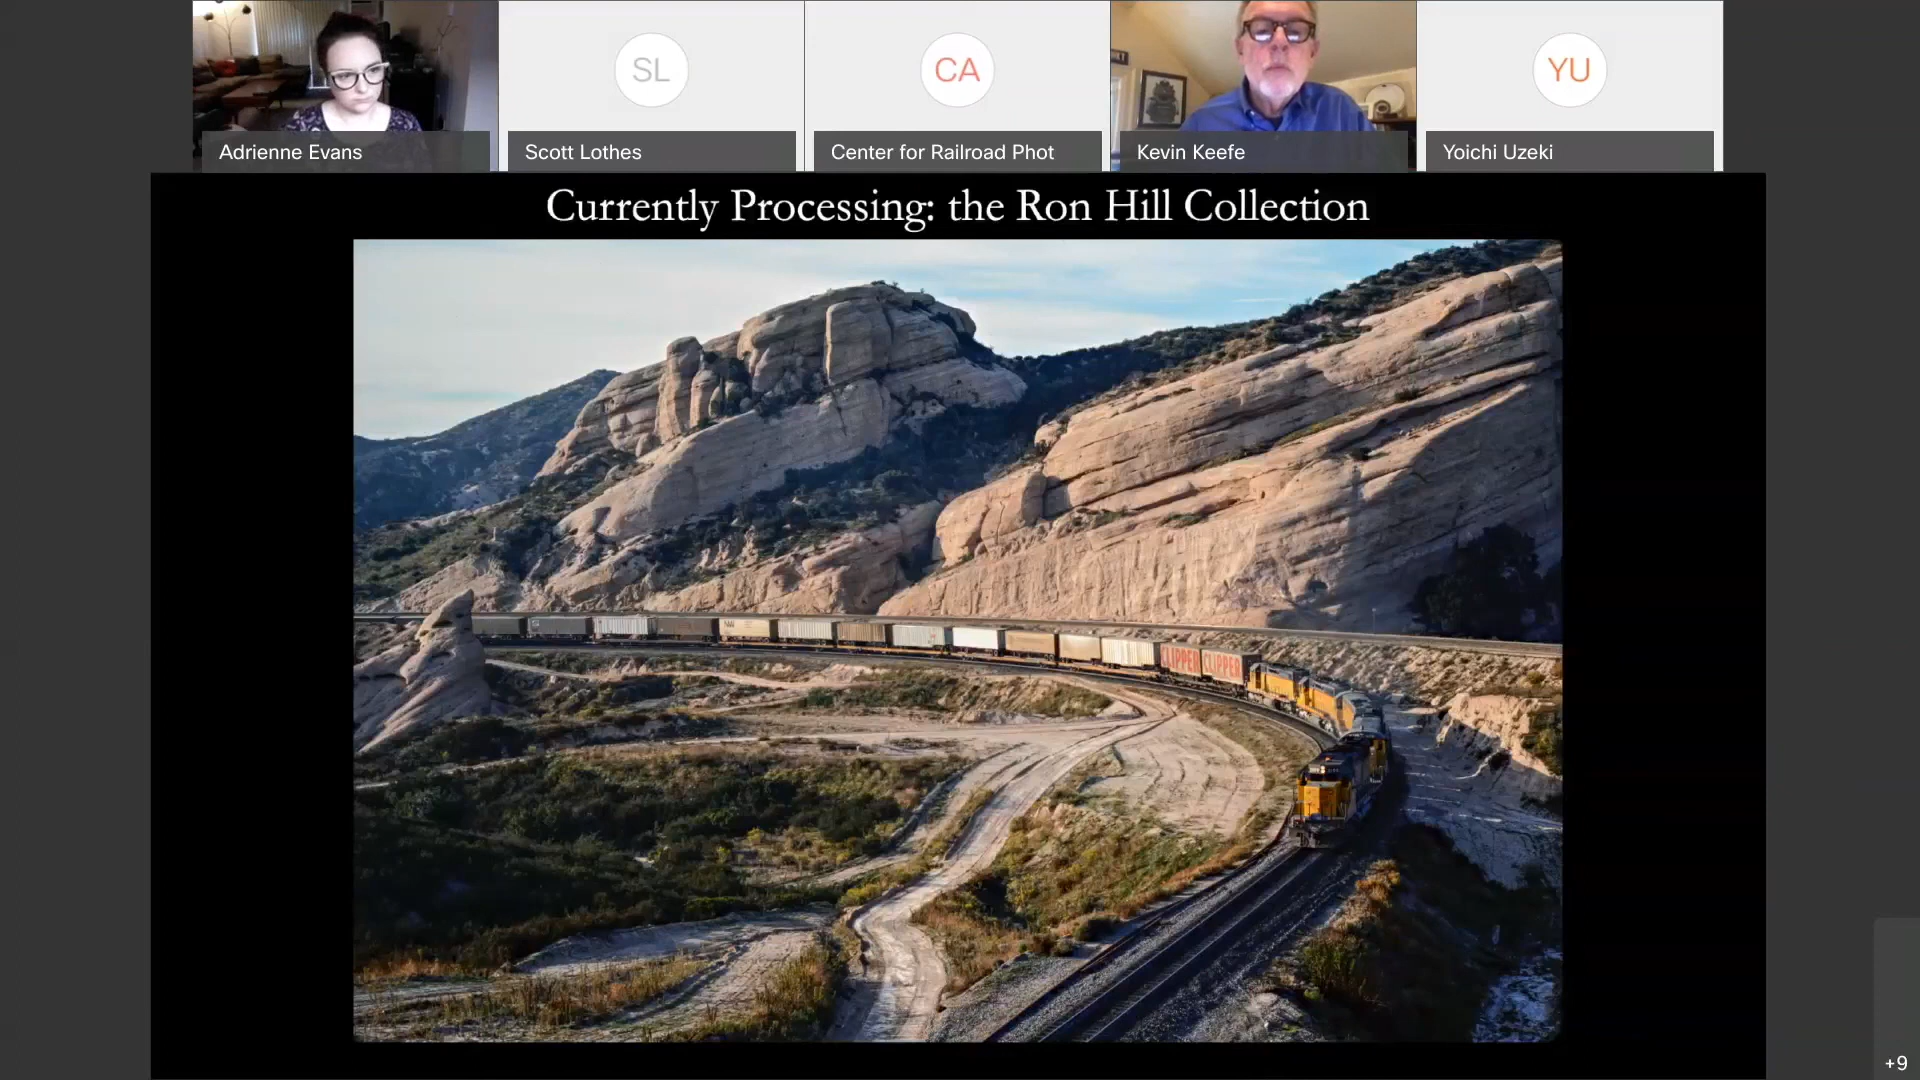 SL
CA
YU
Adrienne Evans
Scott Lothes
Center for Railroad Phot
Kevin Keefe
Yoichi Uzeki
Currently Processing: the Ron Hill Collection
CLIPPER CLIPPER
+9